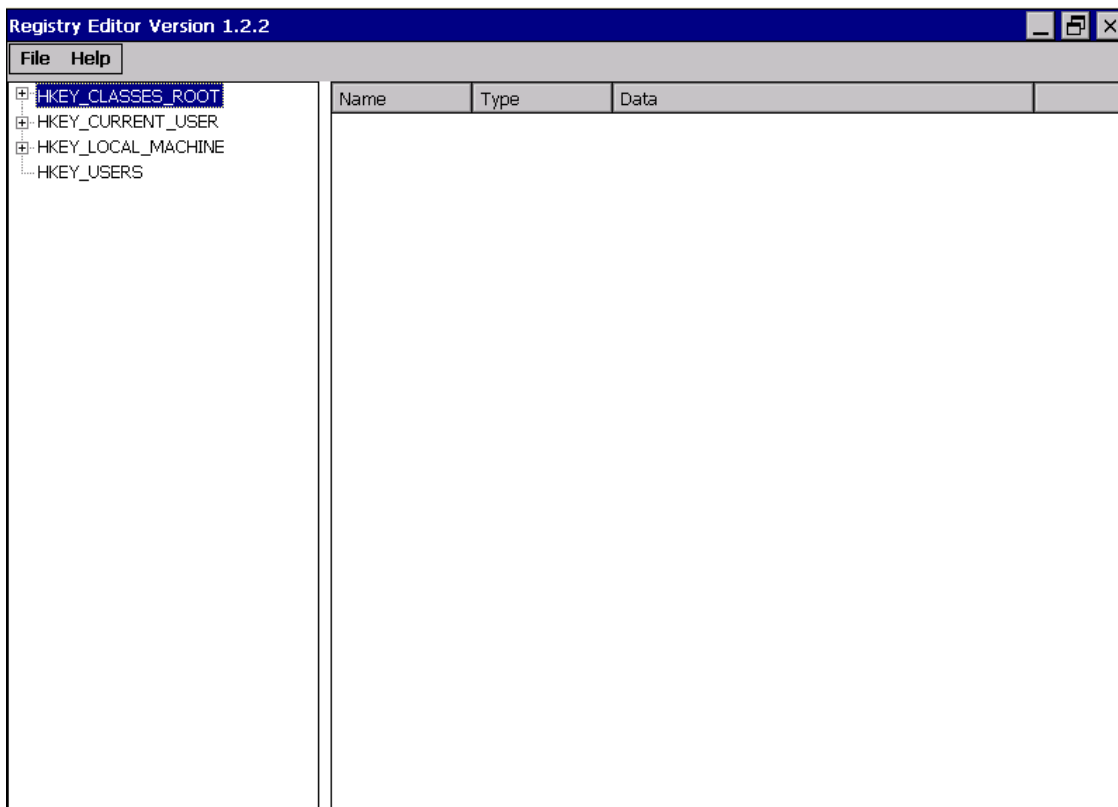 Registry Editor Version 1.2.2
File Help
HKEY_CLASSES_ROOT
HKEY_CURRENT_USER
HKEY_LOCAL_MACHINE
HKEY_USERS
Name Type Data